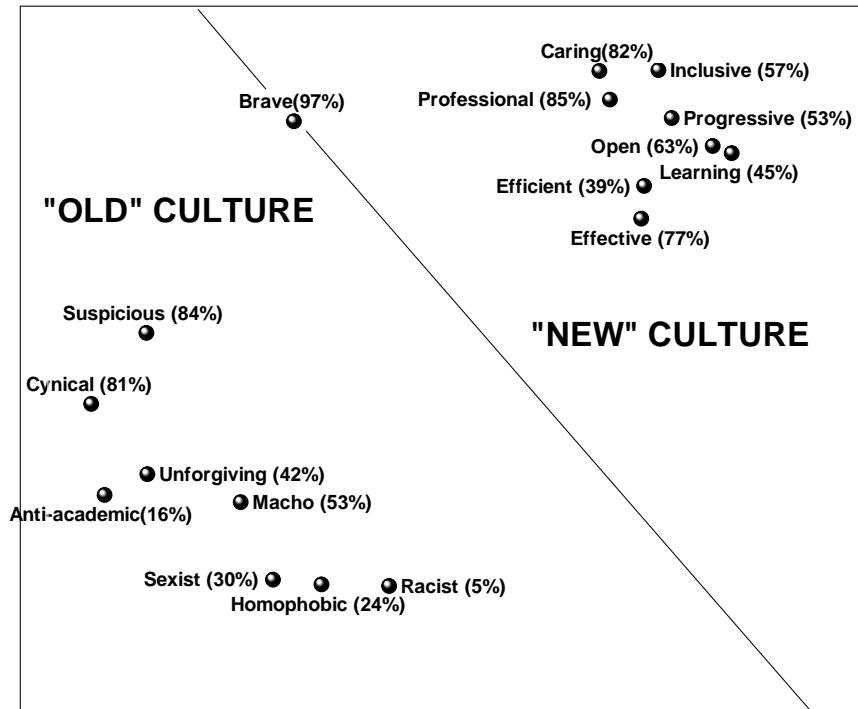 Caring(82%)
Inclusive (57%)
Brave(97%)
Professional (85%)
Progressive (53%)
Open (63%)
Learning (45%)
Efficient (39%)
"OLD" CULTURE
Effective (77%)
Suspicious (84%)
"NEW" CULTURE
Cynical (81%)
Unforgiving (42%)
Anti-academic(16%)
Macho (53%)
Sexist (30%)
Racist (5%)
Homophobic (24%)